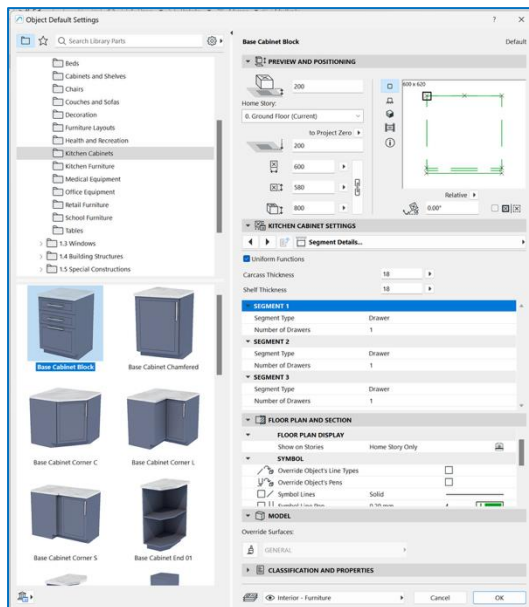 Object Default Settings
? ×
Search Library Parts
Beds
Cabinets and Shelves
Chairs
Couches and Sofas
Decoration
Furniture Layouts
Health and Recreation
Kitchen Cabinets
Kitchen Furniture
Medical Equipment
Office Equipment
Retail Furniture
School Furniture
Tables
1.3 Windows
1.4 Building Structures
1.5 Special Constructions
Base Cabinet Block
Base Cabinet Chamfered
Base Cabinet Corner C
Base Cabinet Corner L
Base Cabinet Corner S
Base Cabinet End 01
Base Cabinet Block
Default
PREVIEW AND POSITIONING
200
Home Story:
0. Ground Floor (Current)
to Project Zero
200
600
580
800
600 x 620
Relative
0.00°
KITCHEN CABINET SETTINGS
Segment Details...
Uniform Functions
Carcass Thickness 18
Shelf Thickness 18
SEGMENT 1
Segment Type Drawer
Number of Drawers 1
SEGMENT 2
Segment Type Drawer
Number of Drawers 1
SEGMENT 3
Segment Type Drawer
Number of Drawers 1
FLOOR PLAN AND SECTION
FLOOR PLAN DISPLAY
Show on Stories Home Story Only
SYMBOL
Override Object's Line Types
Override Object's Pens
Symbol Lines Solid
Symbol Line Pen 0.20 mm 4
MODEL
Override Surfaces:
GENERAL
CLASSIFICATION AND PROPERTIES
Interior - Furniture
Cancel
OK